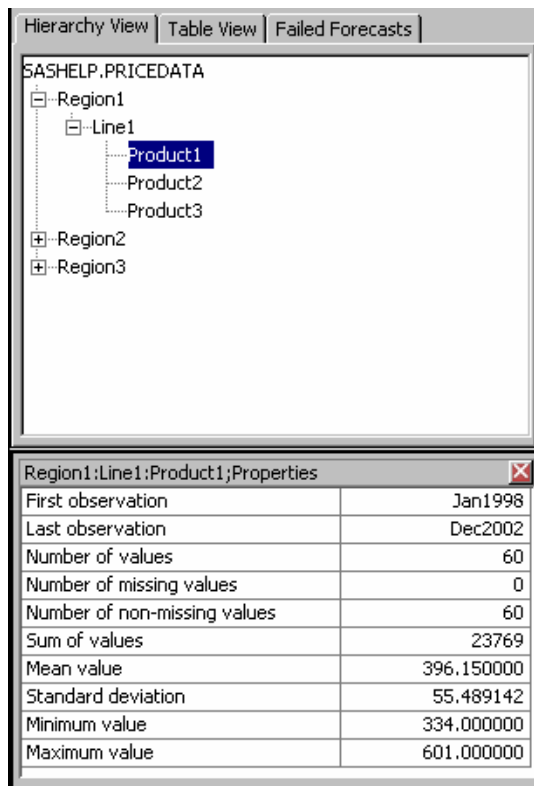 Hierarchy View Table View Failed Forecasts
SASHELP.PRICEDATA
Region1
Line1
Product1
Product2
Product3
Region2
Region3
Region1:Line1:Product1;Properties
First observation Jan1998
Last observation Dec2002
Number of values 60
Number of missing values 0
Number of non-missing values 60
Sum of values 23769
Mean value 396.150000
Standard deviation 55.489142
Minimum value 334.000000
Maximum value 601.000000